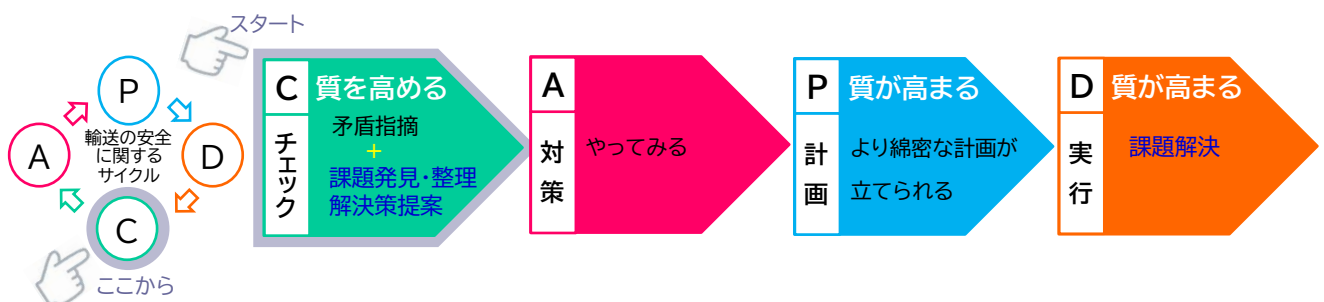 スタート
P
A
輸送の安全
に関する
サイクル
D
C
ここから
C
チェック
質を高める
矛盾指摘
+
課題発見・整理
解決策提案
A
対策
やってみる
P
計画
質が高まる
より綿密な計画が
立てられる
D
実行
質が高まる
課題解決